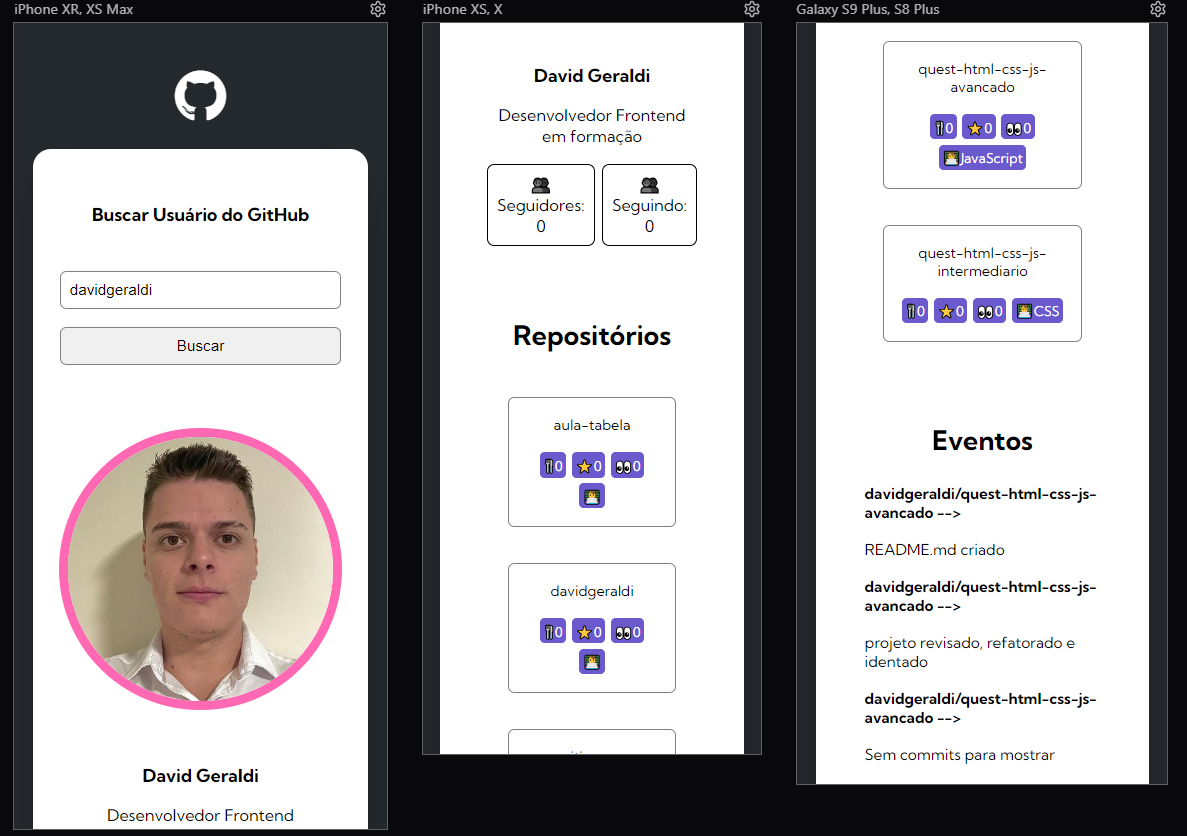 iPhone XR, XS Max
Buscar Usuário do GitHub
davidgeraldi
Buscar
David Geraldi
Desenvolvedor Frontend
iPhone XS, X
David Geraldi
Desenvolvedor Frontend
em formação
Seguidores:
0
Seguindo:
0
Repositórios
aula-tabela
0 0 0
davidgeraldi
0 0 0
Galaxy S9 Plus, S8 Plus
quest-html-css-js-
avancado
0 0 0
JavaScript
quest-html-css-js-
intermediario
0 0 0 CSS
Eventos
davidgeraldi/quest-html-css-js-
avancado -->
README.md criado
davidgeraldi/quest-html-css-js-
avancado -->
projeto revisado, refatorado e
identado
davidgeraldi/quest-html-css-js-
avancado -->
Sem commits para mostrar